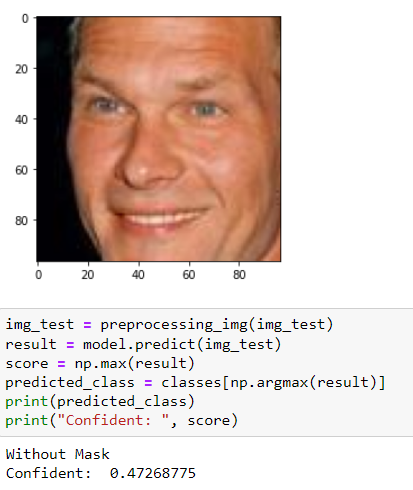 0
20
40
60
80
0 20 40 60 80
img_test = preprocessing_img(img_test)
result = model.predict(img_test)
score = np.max(result)
predicted_class = classes[np.argmax(result)]
print(predicted_class)
print("Confident: ", score)
Without Mask
Confident:  0.47268775